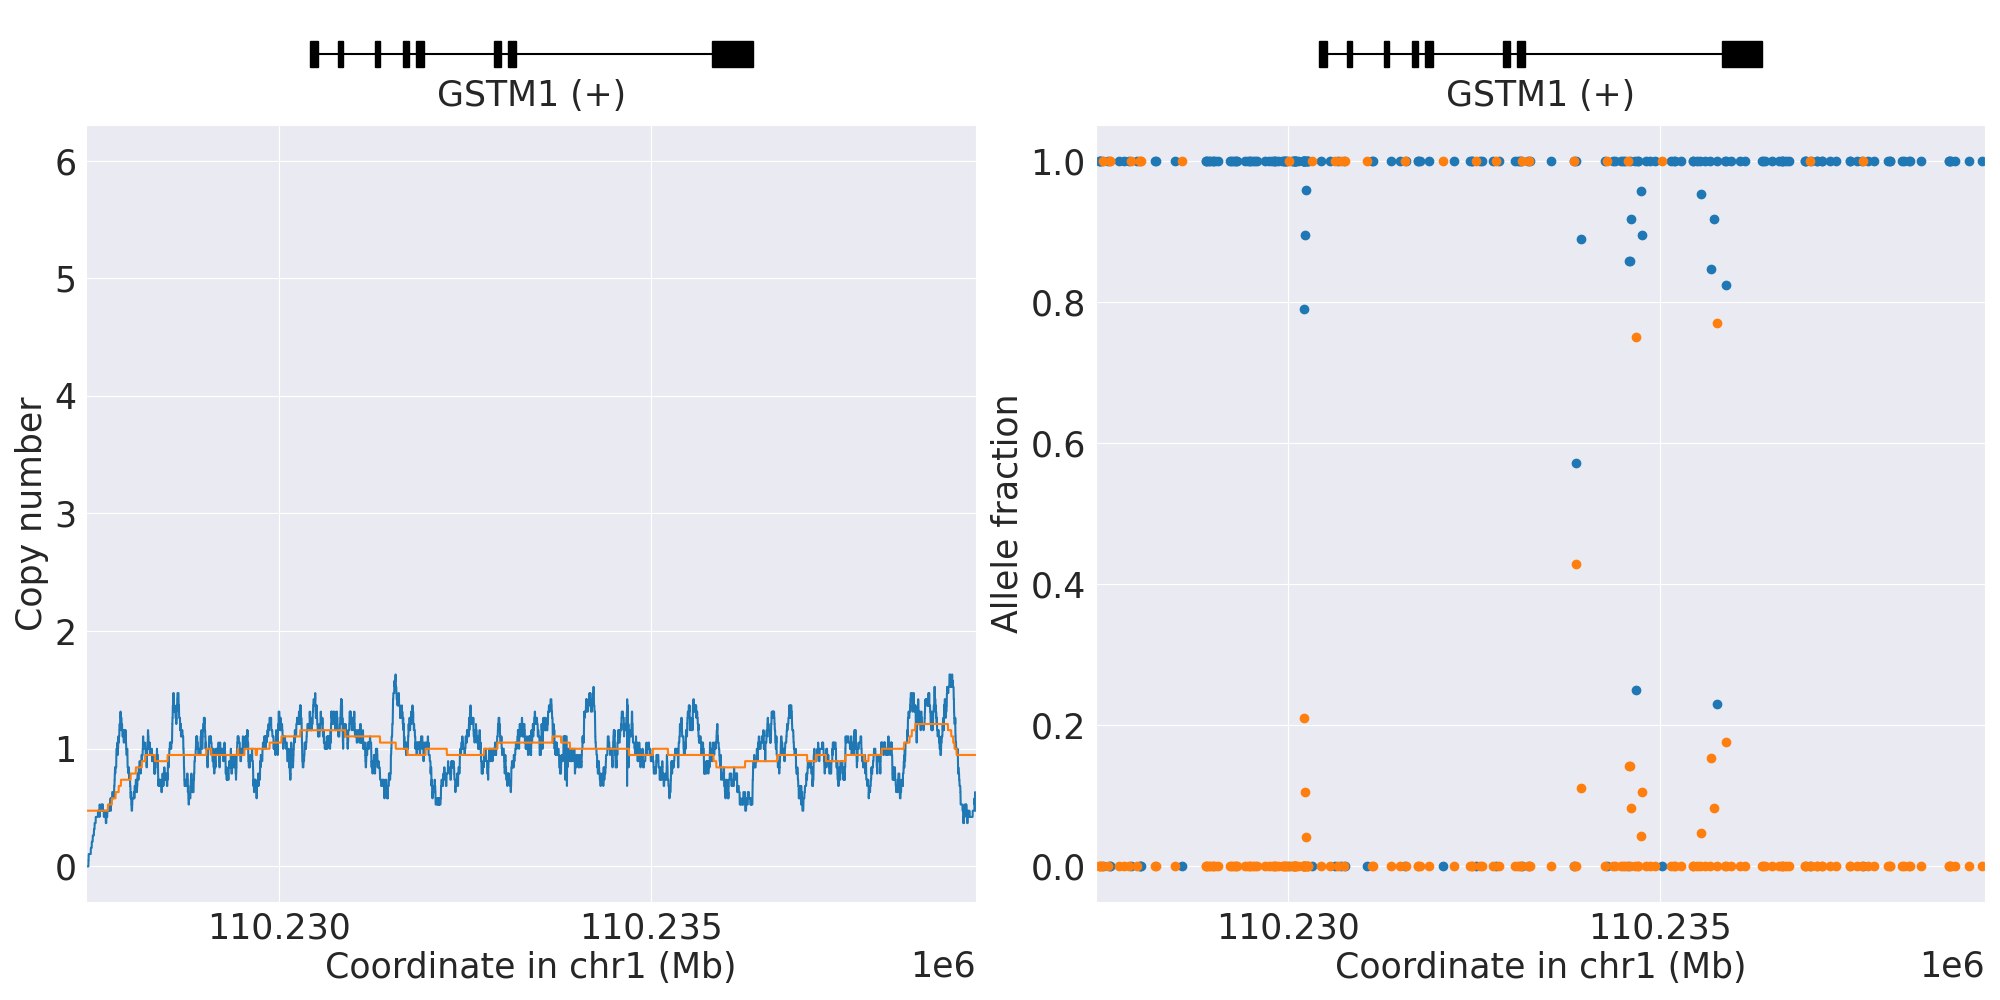 GSTM1 (+)
6
5
4
3
2
1
0
Copy number
110.230
110.235
Coordinate in chr1 (Mb)
1e6
GSTM1 (+)
1.0
0.8
0.6
0.4
0.2
0.0
Allele fraction
110.230
110.235
Coordinate in chr1 (Mb)
1e6